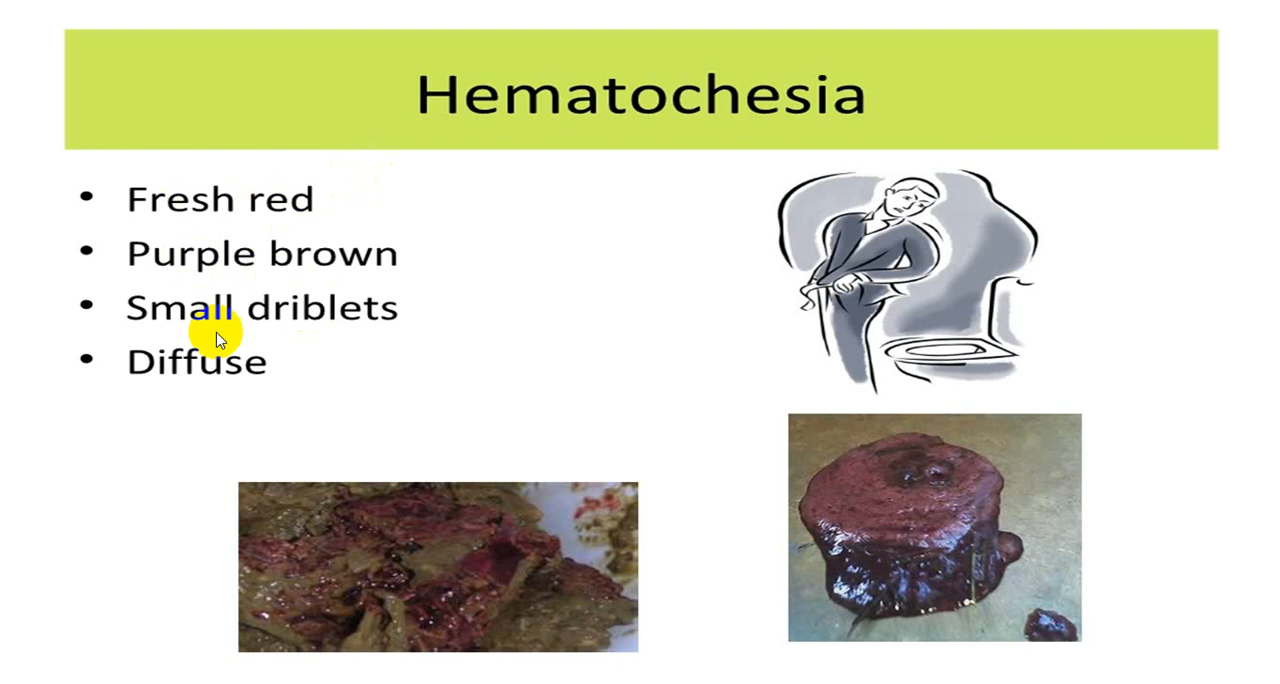 Hematochesia
• Fresh red
• Purple brown
• Small driblets
• Diffuse